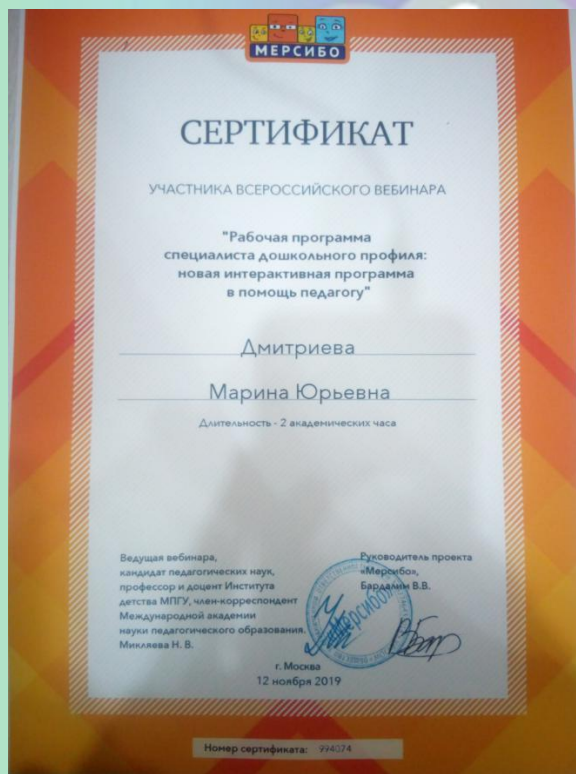 МЕРСИБО
СЕРТИФИКАТ
УЧАСТНИКА ВСЕРОССИЙСКОГО ВЕБИНАРА
"Рабочая программа
специалиста дошкольного профиля:
новая интерактивная программа
в помощь педагогу"
Дмитриева
Марина Юрьевна
Длительность - 2 академических часа
Ведущая вебинара,
кандидат педагогических наук,
профессор и доцент Института
детства МПГУ, член-корреспондент
Международной академии
науки педагогического образования.
Микляева Н. В.
Руководитель проекта
«Мерсибо»,
Бардалим В.В.
«Мерсибо»
г. Москва
12 ноября 2019
Номер сертификата: 994074